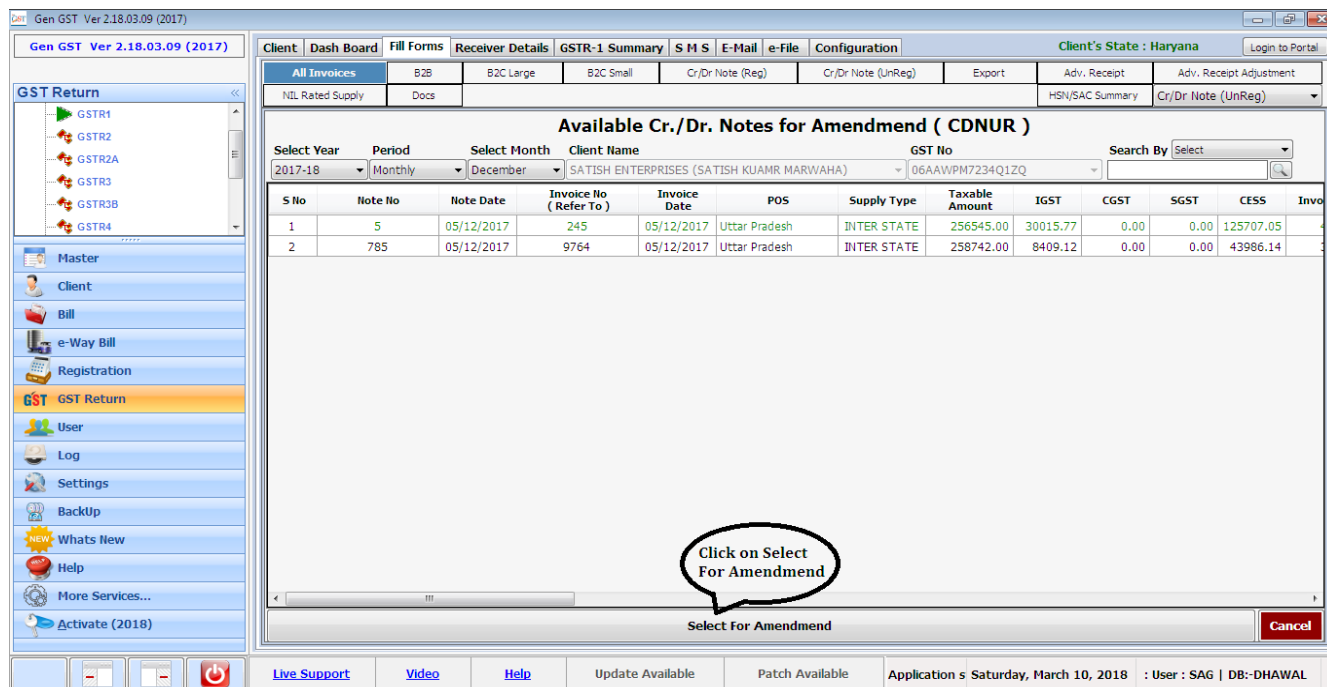 GST Gen GST Ver 2.18.03.09 (2017)
Gen GST Ver 2.18.03.09 (2017)
Client Dash Board Fill Forms Receiver Details GSTR-1 Summary S M S E-Mail e-File Configuration Client's State : Haryana Login to Portal
All Invoices B2B B2C Large B2C Small Cr/Dr Note (Reg) Cr/Dr Note (UnReg) Export Adv. Receipt Adv. Receipt Adjustment
NIL Rated Supply Docs HSN/SAC Summary Cr/Dr Note (UnReg)
GST Return
GSTR1
GSTR2
GSTR2A
GSTR3
GSTR3B
GSTR4
Master
Client
Bill
e-Way Bill
Registration
GST GST Return
User
Log
Settings
BackUp
NEW Whats New
Help
More Services...
Activate (2018)
Available Cr./Dr. Notes for Amendmend ( CDNUR )
Select Year Period Select Month Client Name GST No Search By Select
2017-18 Monthly December SATISH ENTERPRISES (SATISH KUAMR MARWAHA) 06AAWPM7234Q1ZQ
S No Note No Note Date Invoice No ( Refer To ) Invoice Date POS Supply Type Taxable Amount IGST CGST SGST CESS Invo
1 5 05/12/2017 245 05/12/2017 Uttar Pradesh INTER STATE 256545.00 30015.77 0.00 0.00 125707.05
2 785 05/12/2017 9764 05/12/2017 Uttar Pradesh INTER STATE 258742.00 8409.12 0.00 0.00 43986.14
Click on Select
For Amendmend
Select For Amendmend Cancel
Live Support Video Help Update Available Patch Available Application s Saturday, March 10, 2018 : User : SAG | DB:-DHAWAL